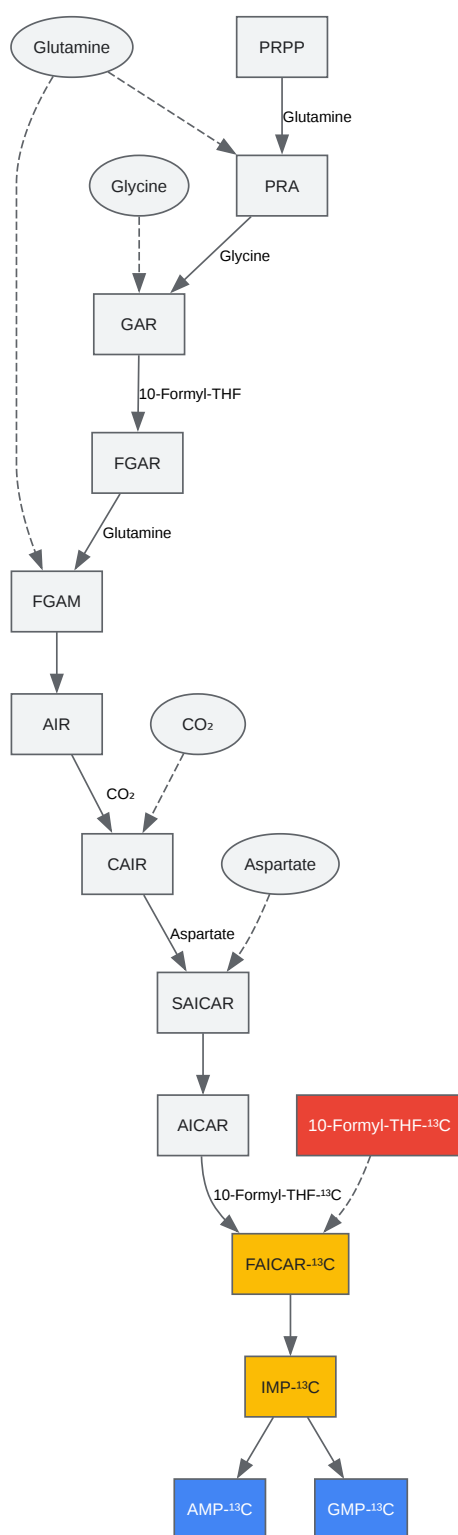 Glutamine
PRPP
Glutamine
Glycine
PRA
Glycine
GAR
10-Formyl-THF
FGAR
Glutamine
FGAM
AIR
CO₂
CO₂
CAIR
Aspartate
Aspartate
SAICAR
AICAR
10-Formyl-THF-¹³C
10-Formyl-THF-¹³C
FAICAR-¹³C
IMP-¹³C
AMP-¹³C
GMP-¹³C